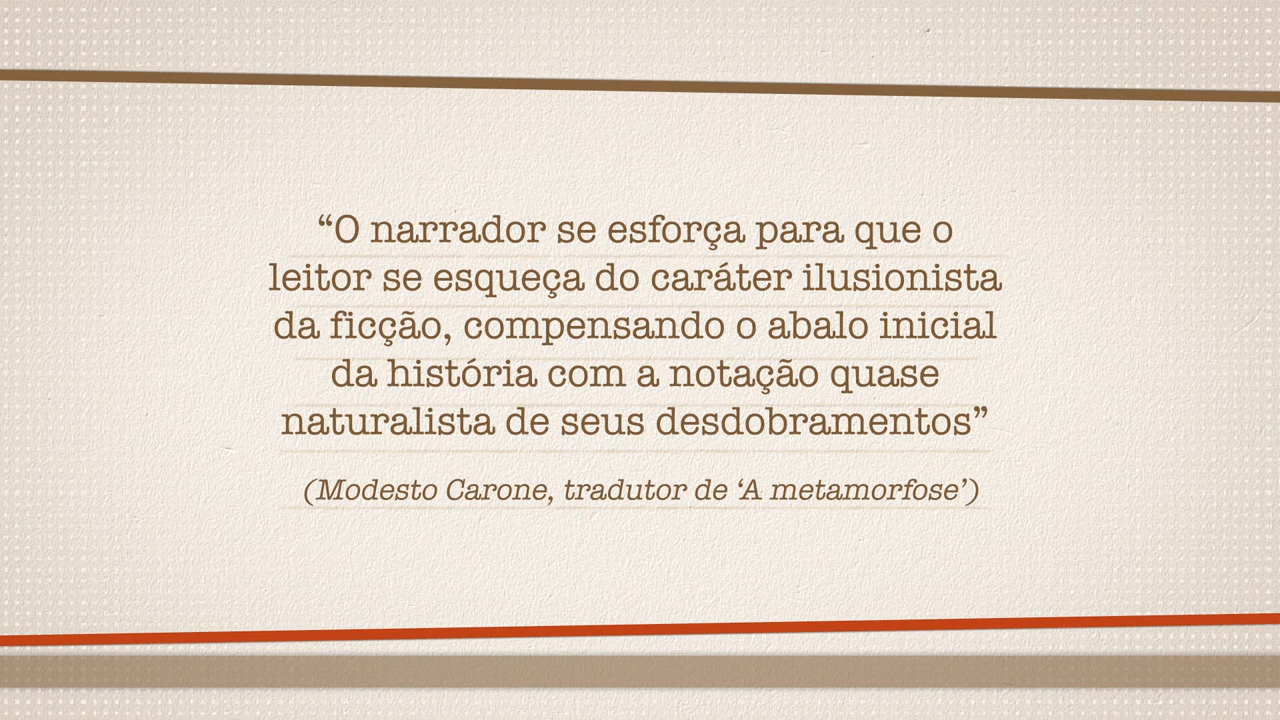 “O narrador se esforça para que o
leitor se esqueça do caráter ilusionista
da ficção, compensando o abalo inicial
da história com a notação quase
naturalista de seus desdobramentos”
(Modesto Carone, tradutor de ‘A metamorfose’)